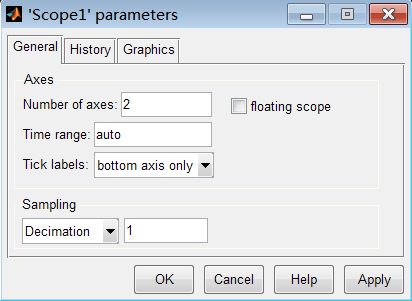 'Scope1' parameters
General History Graphics
Axes
Number of axes: 2 floating scope
Time range: auto
Tick labels: bottom axis only
Sampling
Decimation 1
OK Cancel Help Apply